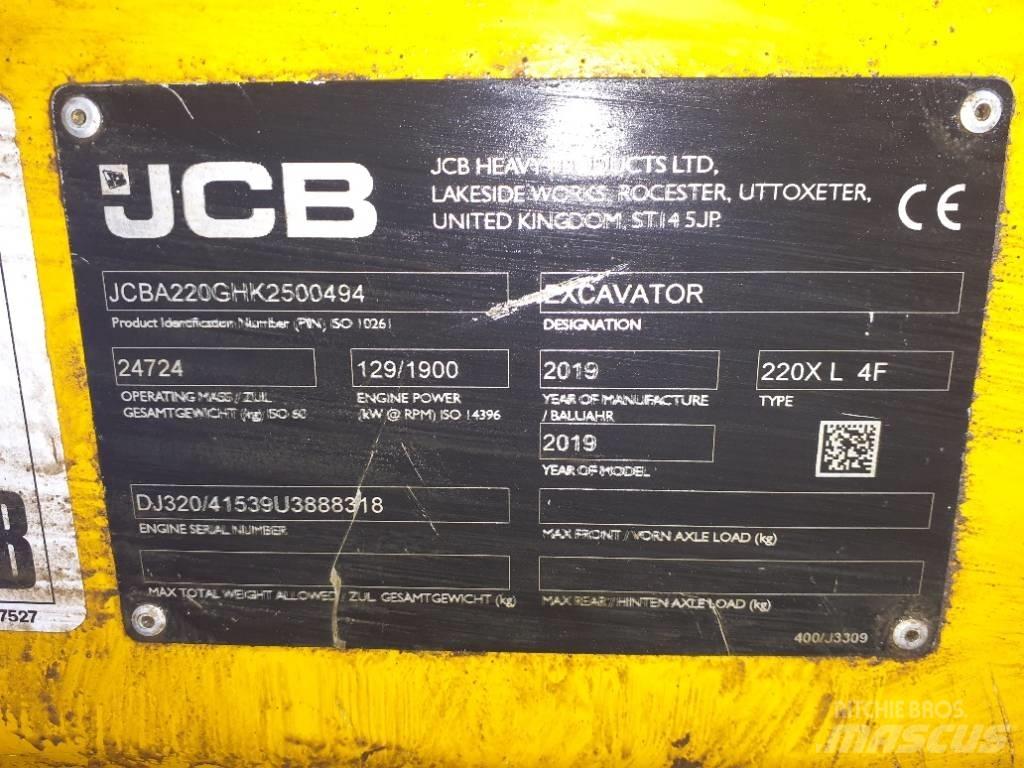 JCB
JCB HEAVY PRODUCTS LTD,
LAKESIDE WORKS, ROCESTER, UTTOXETER,
UNITED KINGDOM, ST14 5JP.
CE
JCBA220GHK2500494
Product Identification Number (PIN) ISO 10261
EXCAVATOR
DESIGNATION
24724
OPERATING MASS / ZUL.
GESAMTGEWICHT (kg) ISO 60
129/1900
ENGINE POWER
(kW @ RPM) ISO 14396
2019
YEAR OF MANUFACTURE
/ BAUJAHR
220X L 4F
TYPE
2019
YEAR OF MODEL
DJ320/41539U3888318
ENGINE SERIAL NUMBER
MAX FRONT / VORN AXLE LOAD (kg)
MAX TOTAL WEIGHT ALLOWED / ZUL. GESAMTGEWICHT (kg)
MAX REAR / HINTEN AXLE LOAD (kg)
400/J3309
B
7527
RITCHIE BROS.
MASCUS